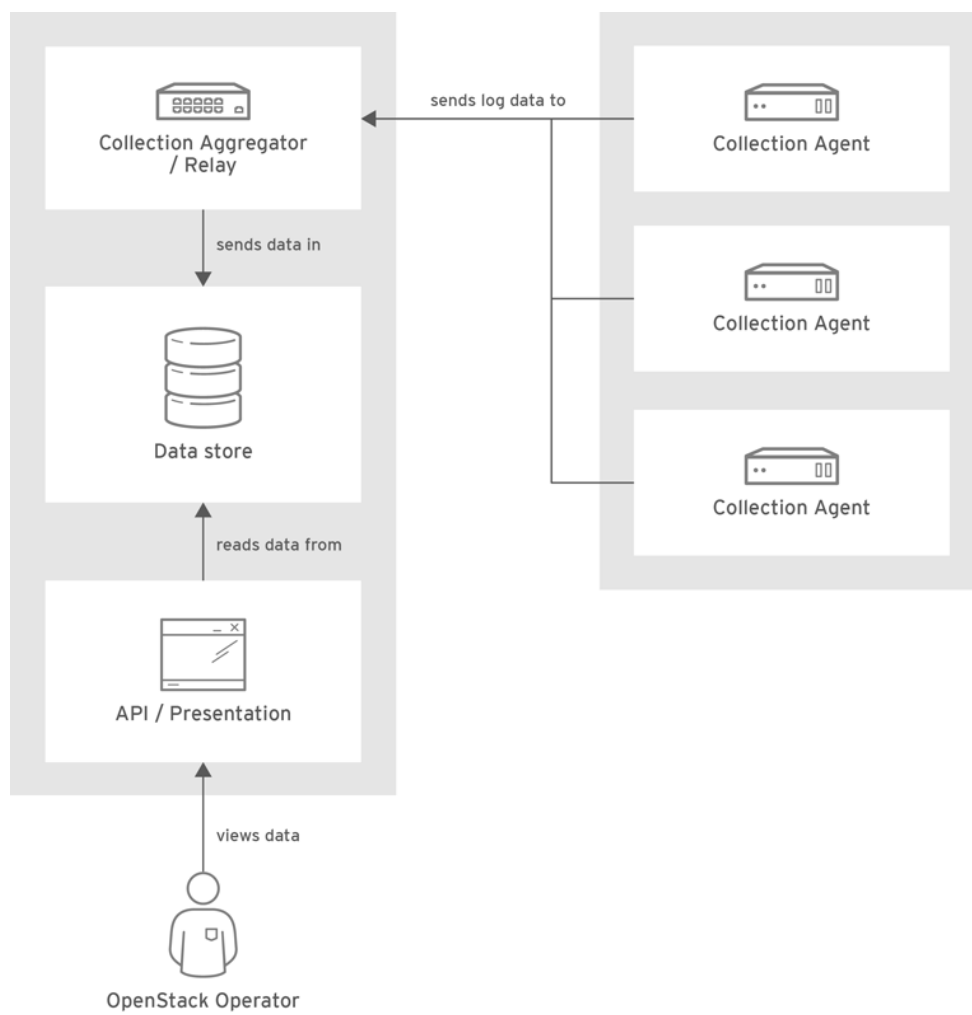 Collection Aggregator
/ Relay
sends log data to
Collection Agent
sends data in
Collection Agent
Data store
Collection Agent
reads data from
API / Presentation
views data
OpenStack Operator